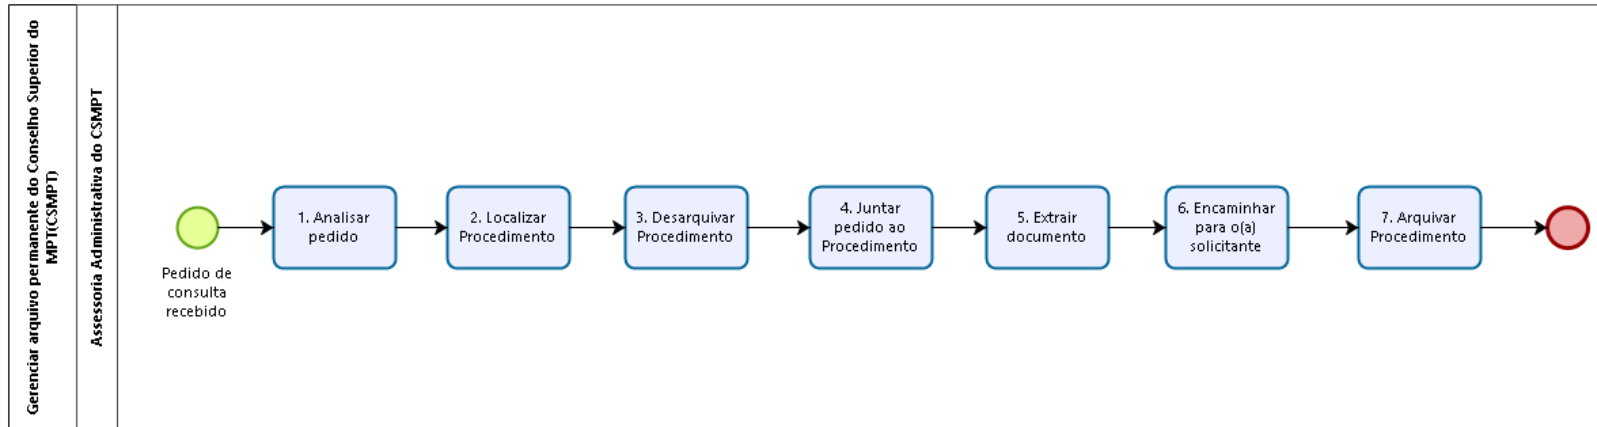 Gerenciar arquivo permanente do Conselho Superior do
MPT(CSMPT)
Assessoria Administrativa do CSMPT
Pedido de
consulta
recebido
1. Analisar
pedido
2. Localizar
Procedimento
3. Desarquivar
Procedimento
4. Juntar
pedido ao
Procedimento
5. Extrair
documento
6. Encaminhar
para o(a)
solicitante
7. Arquivar
Procedimento